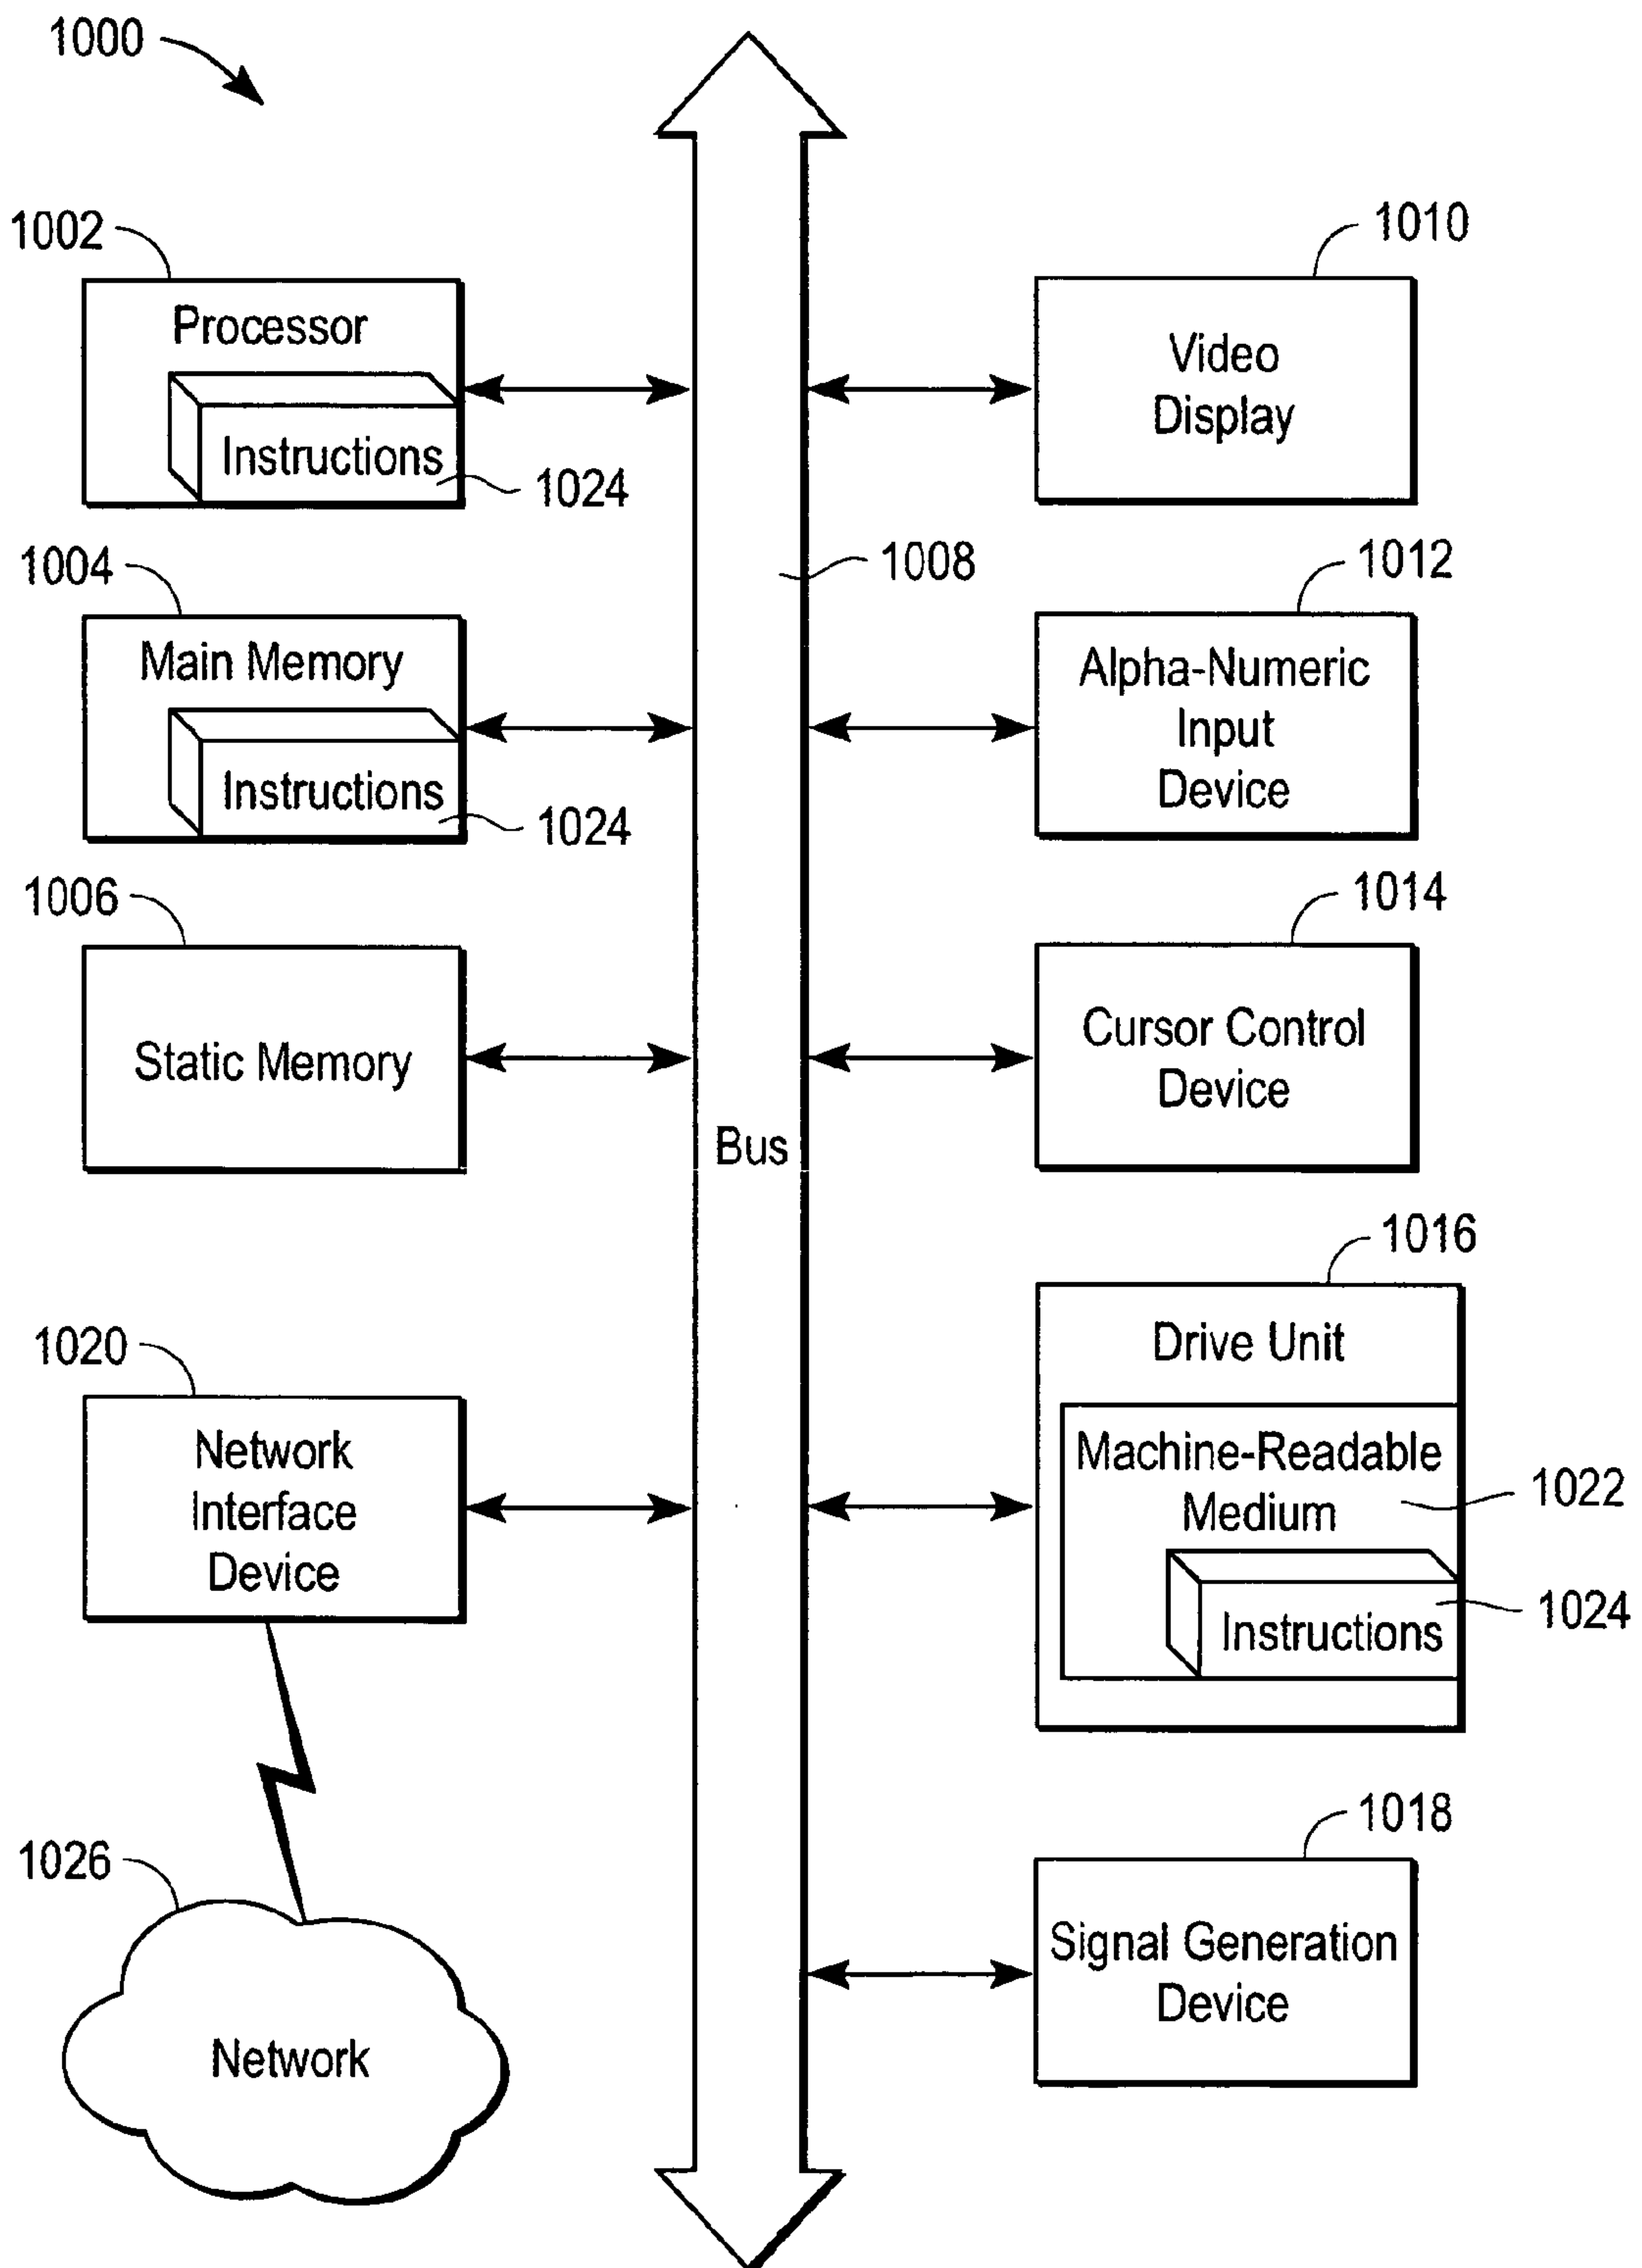 1000
1002
Processor
Instructions
1024
1004
Main Memory
Instructions
1024
1006
Static Memory
1020
Network
Interface
Device
1026
Network
Bus
1008
1010
Video
Display
1012
Alpha-Numeric
Input
Device
1014
Cursor Control
Device
1016
Drive Unit
Machine-Readable
Medium
1022
Instructions
1024
1018
Signal Generation
Device